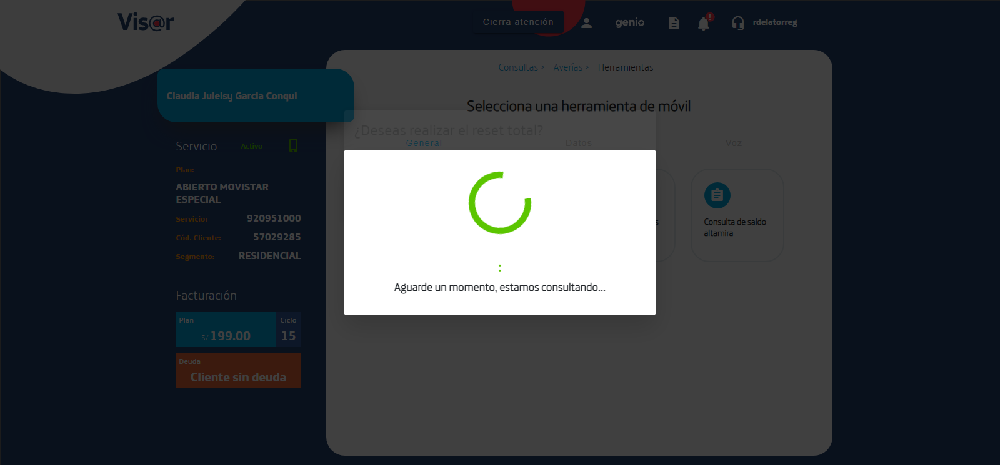 Vis@r
Cierra atención
genio
!
rdelatorreg
Consultas > Averías > Herramientas
Claudia Juleisy Garcia Conqui
Selecciona una herramienta de móvil
¿Deseas realizar el reset total?
General Datos Voz
Servicio Activo
Plan:
ABIERTO MOVISTAR
ESPECIAL
Servicio: 920951000
Cód. Cliente: 57029285
Segmento: RESIDENCIAL
Facturación
Plan Ciclo
S/ 199.00 15
Deuda
Cliente sin deuda
:
Aguarde un momento, estamos consultando...
Consulta de saldo
altamira